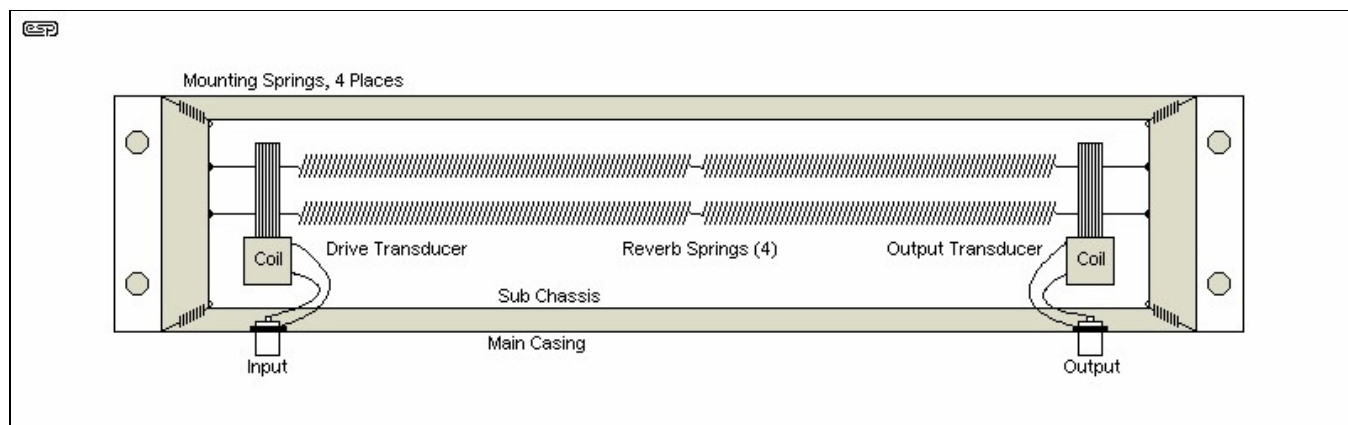 esp
Mounting Springs, 4 Places
Coil
Drive Transducer
Reverb Springs (4)
Output Transducer
Coil
Sub Chassis
Main Casing
Input
Output